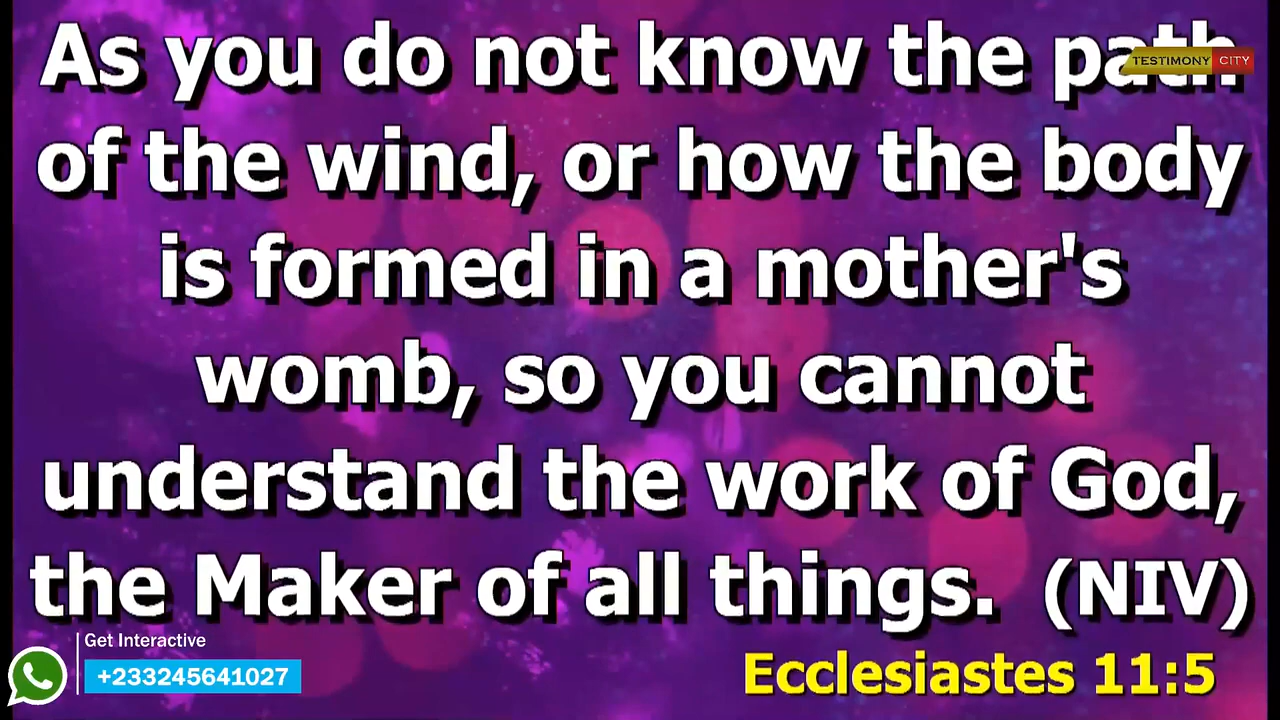 As you do not know the path
TESTIMONY CITY
of the wind, or how the body
is formed in a mother's
womb, so you cannot
understand the work of God,
the Maker of all things. (NIV)
Get Interactive
+233245641027
Ecclesiastes 11:5